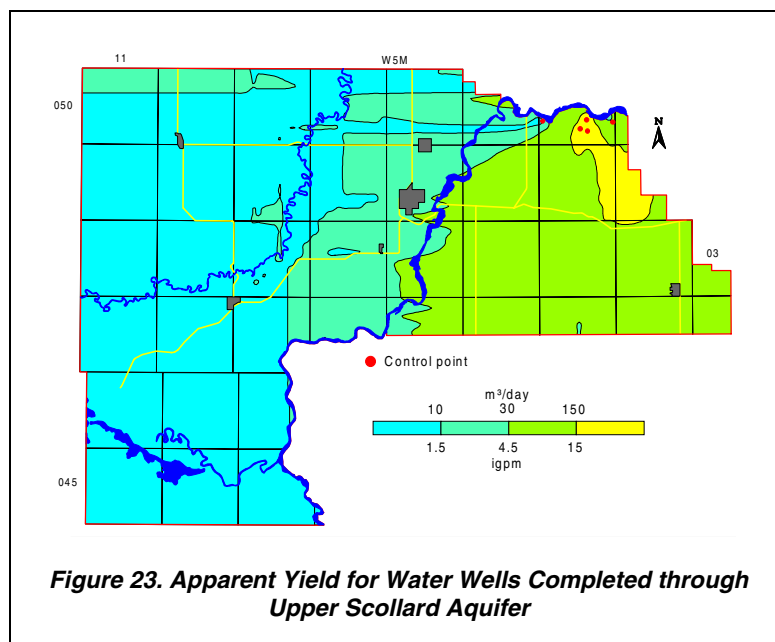 11
W5M
050
N
03
Control point
m³/day
10 30 150
1.5 4.5 15
igpm
045
Figure 23. Apparent Yield for Water Wells Completed through
Upper Scollard Aquifer